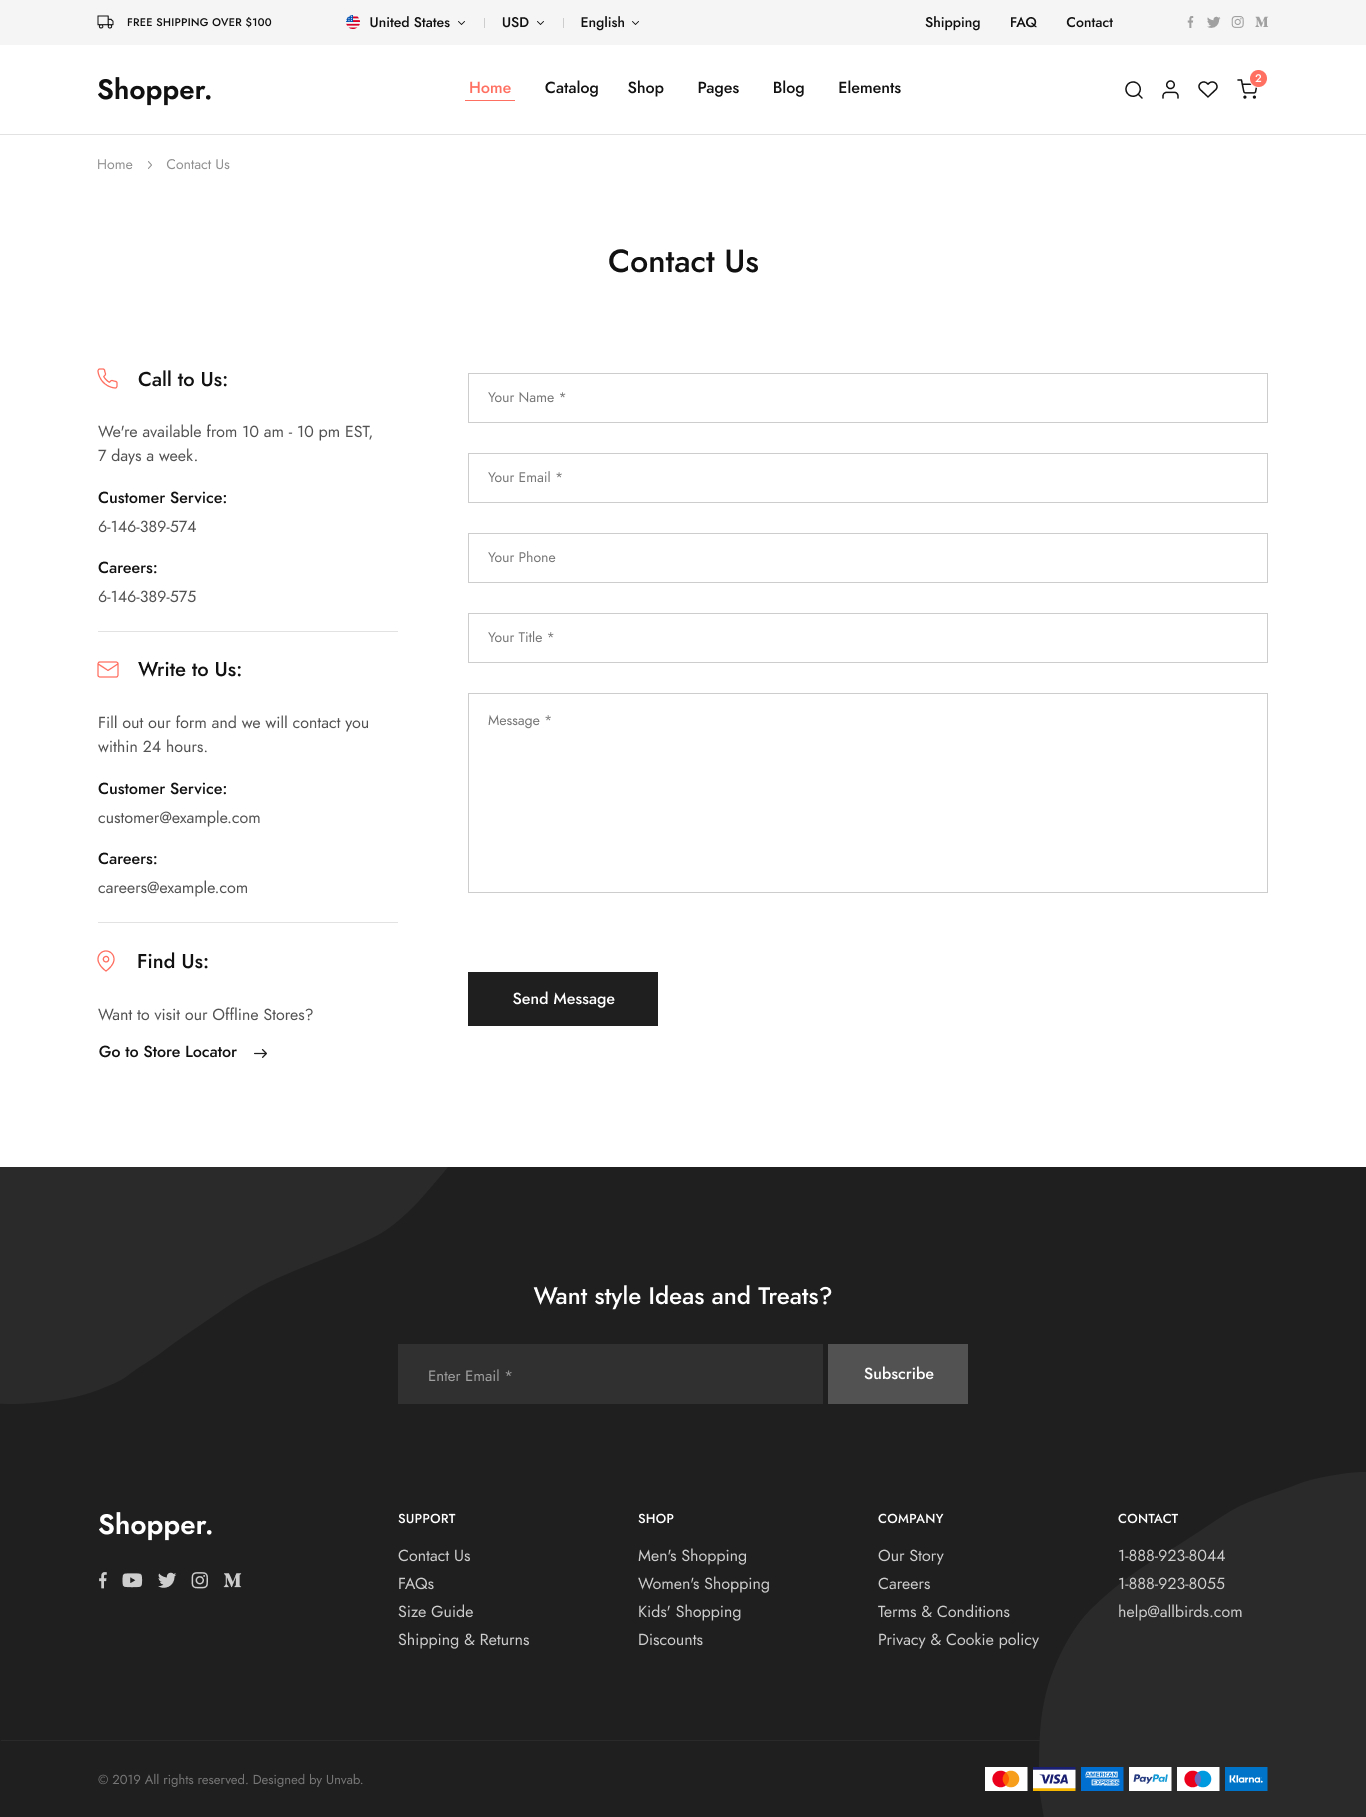 FREE SHIPPING OVER $100
United States
USD
English
Shipping
FAQ
Contact
Shopper.
Home
Catalog
Shop
Pages
Blog
Elements
2
Home
Contact Us
Contact Us
Call to Us:
We're available from 10 am - 10 pm EST,
7 days a week.
Customer Service:
6-146-389-574
Careers:
6-146-389-575
Write to Us:
Fill out our form and we will contact you
within 24 hours.
Customer Service:
customer@example.com
Careers:
careers@example.com
Find Us:
Want to visit our Offline Stores?
Go to Store Locator
Your Name *
Your Email *
Your Phone
Your Title *
Message *
Send Message
Want style Ideas and Treats?
Enter Email *
Subscribe
Shopper.
SUPPORT
Contact Us
FAQs
Size Guide
Shipping & Returns
SHOP
Men's Shopping
Women's Shopping
Kids' Shopping
Discounts
COMPANY
Our Story
Careers
Terms & Conditions
Privacy & Cookie policy
CONTACT
1-888-923-8044
1-888-923-8055
help@allbirds.com
© 2019 All rights reserved. Designed by Unvab.
VISA
AMERICAN
EXPRESS
PayPal
Klarna.